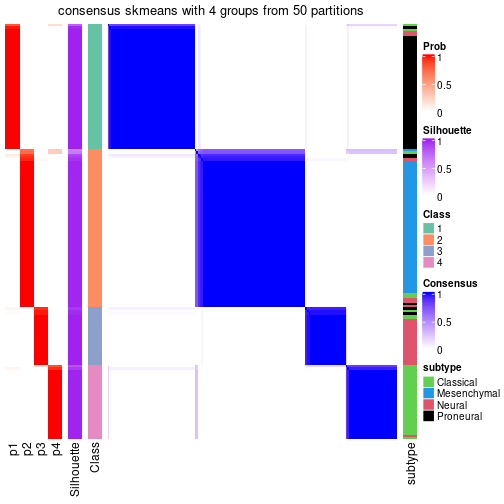 consensus skmeans with 4 groups from 50 partitions
Prob
1
0.5
0
Silhouette
1
0.5
0
Class
1
2
3
4
Consensus
1
0.5
0
subtype
Classical
Mesenchymal
Neural
Proneural
p1
p2
p3
p4
Silhouette
Class
subtype